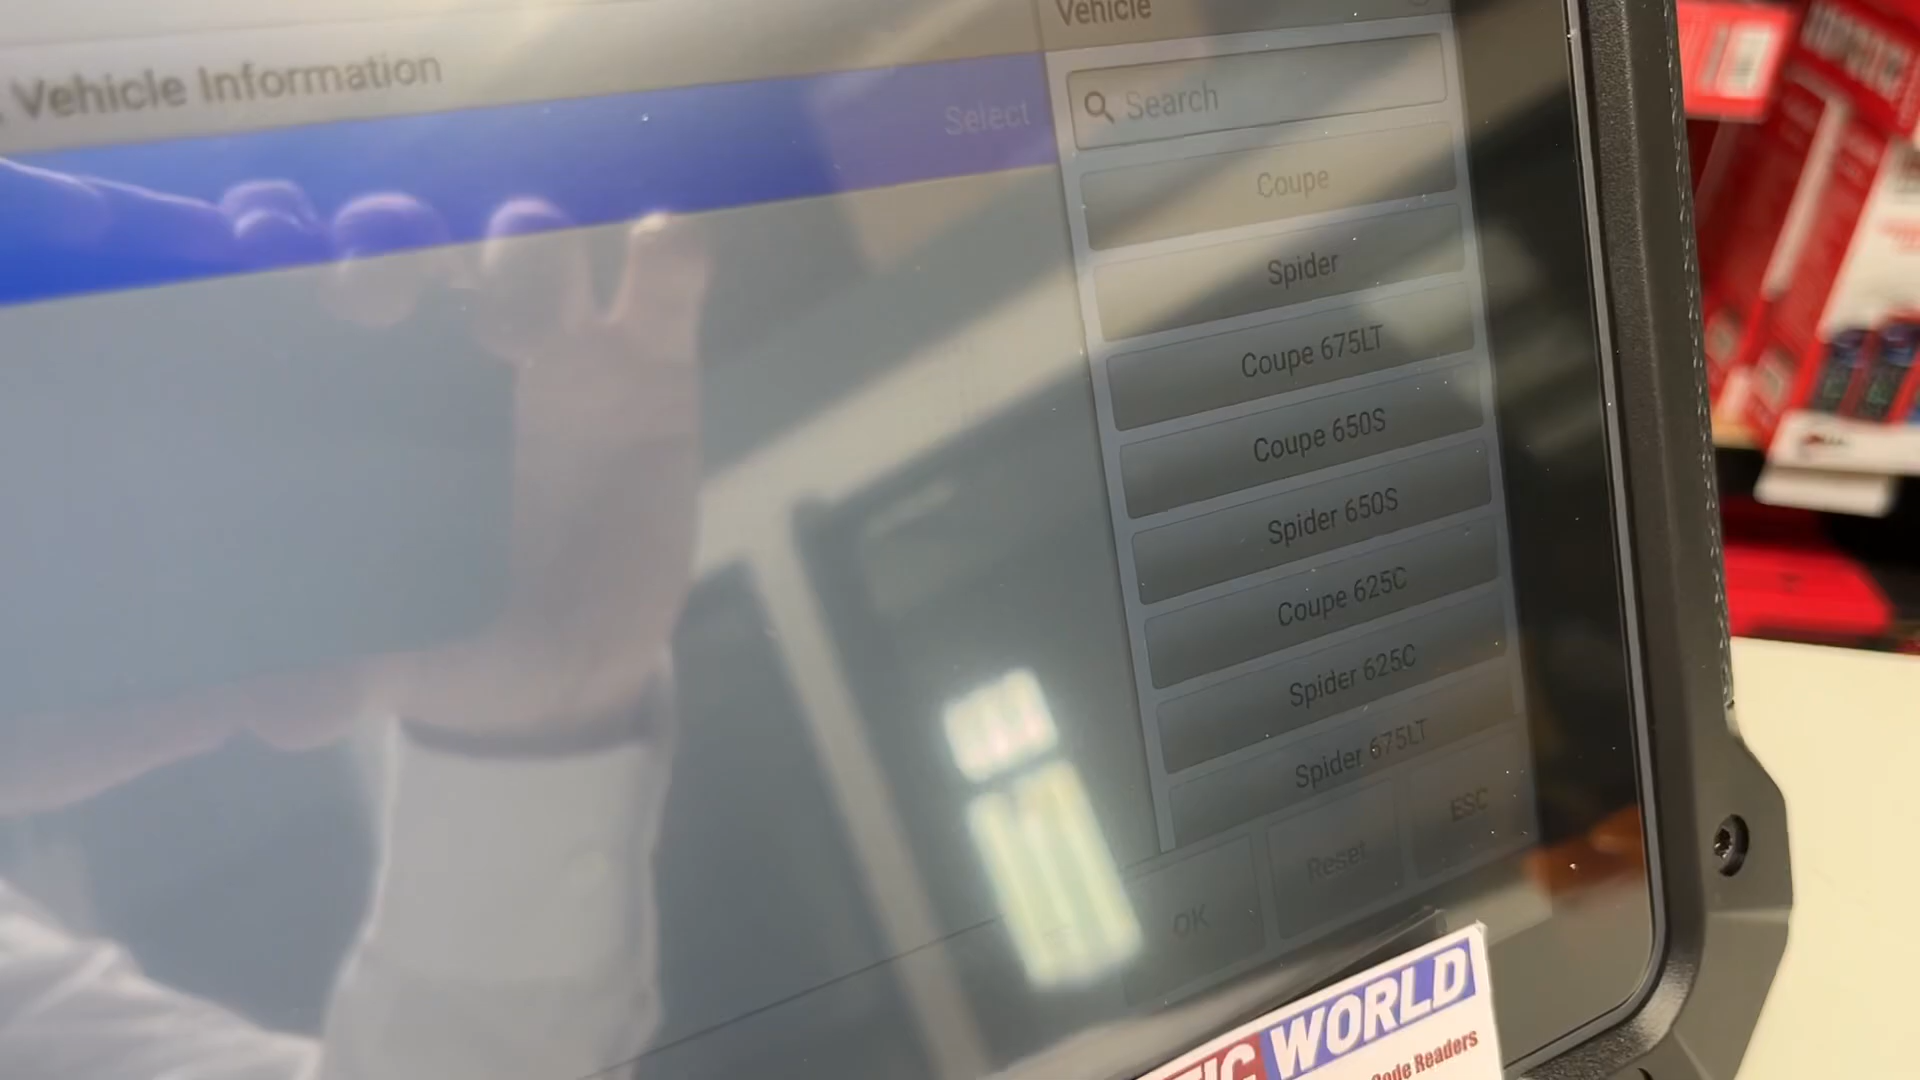 Vehicle Information
Select
Vehicle
Search
Coupe
Spider
Coupe 675LT
Coupe 650S
Spider 650S
Coupe 625C
Spider 625C
Spider 675LT
OK
Reset
ESC
TIC WORLD
Code Readers